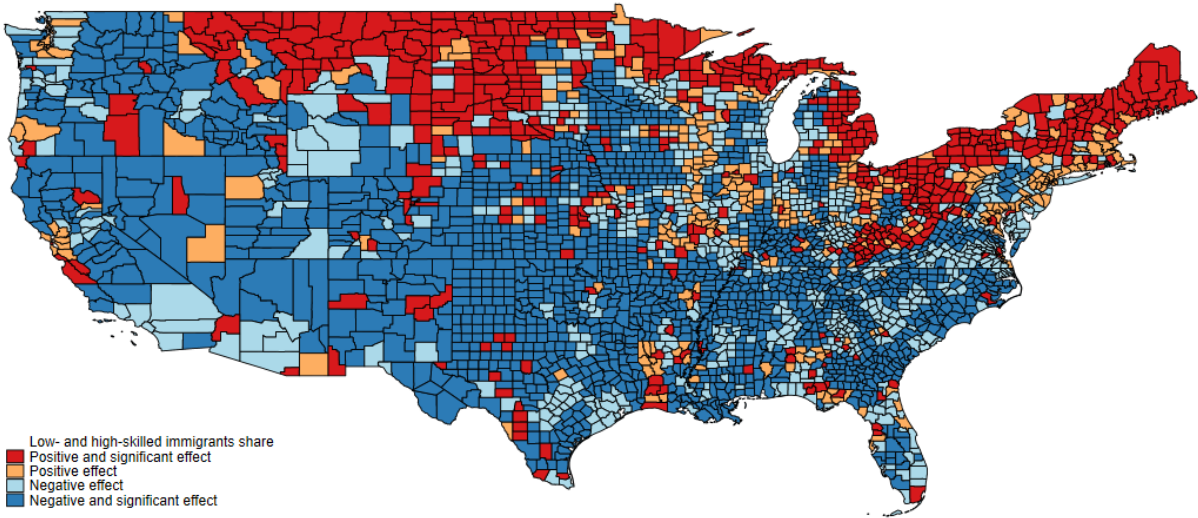 Low- and high-skilled immigrants share
Positive and significant effect
Positive effect
Negative effect
Negative and significant effect